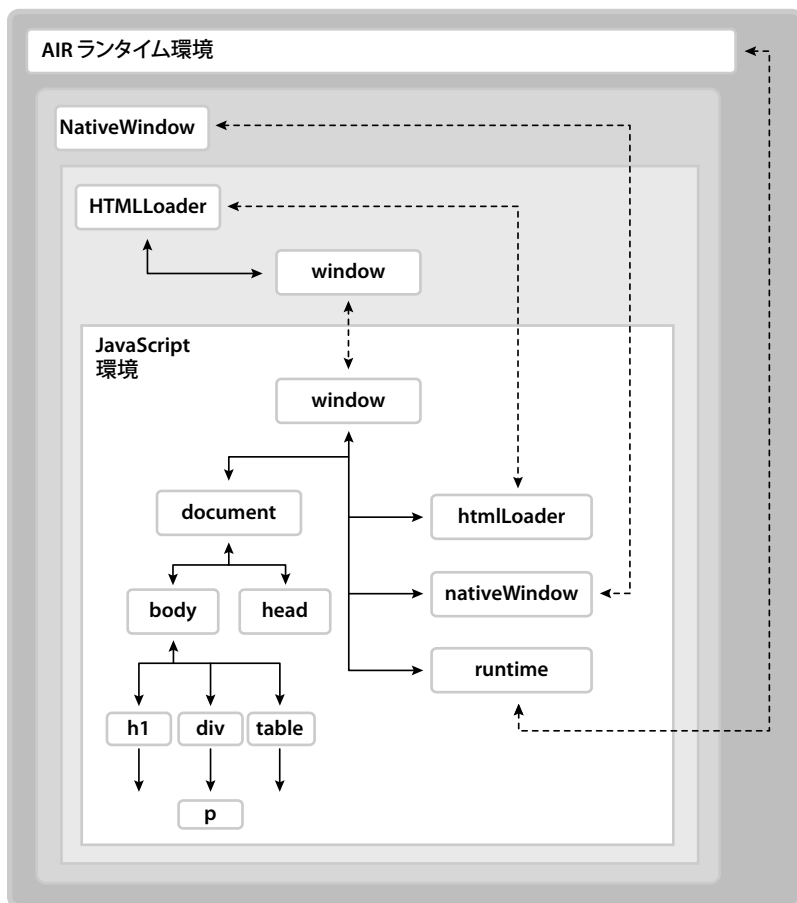 AIR ランタイム環境
NativeWindow
HTMLLoader
window
JavaScript
環境
window
document
htmlLoader
body
head
nativeWindow
runtime
h1
div
table
p